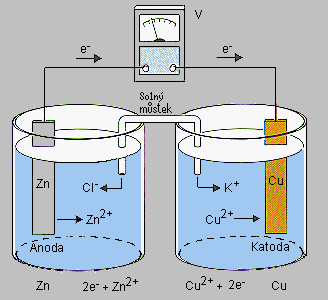 V
e⁻
e⁻
Solný
můstek
Zn
Cl⁻
K⁺
Cu
Zn²⁺
Cu²⁺
Anoda
Katoda
Zn 2e⁻ + Zn²⁺ Cu²⁺ + 2e⁻ Cu